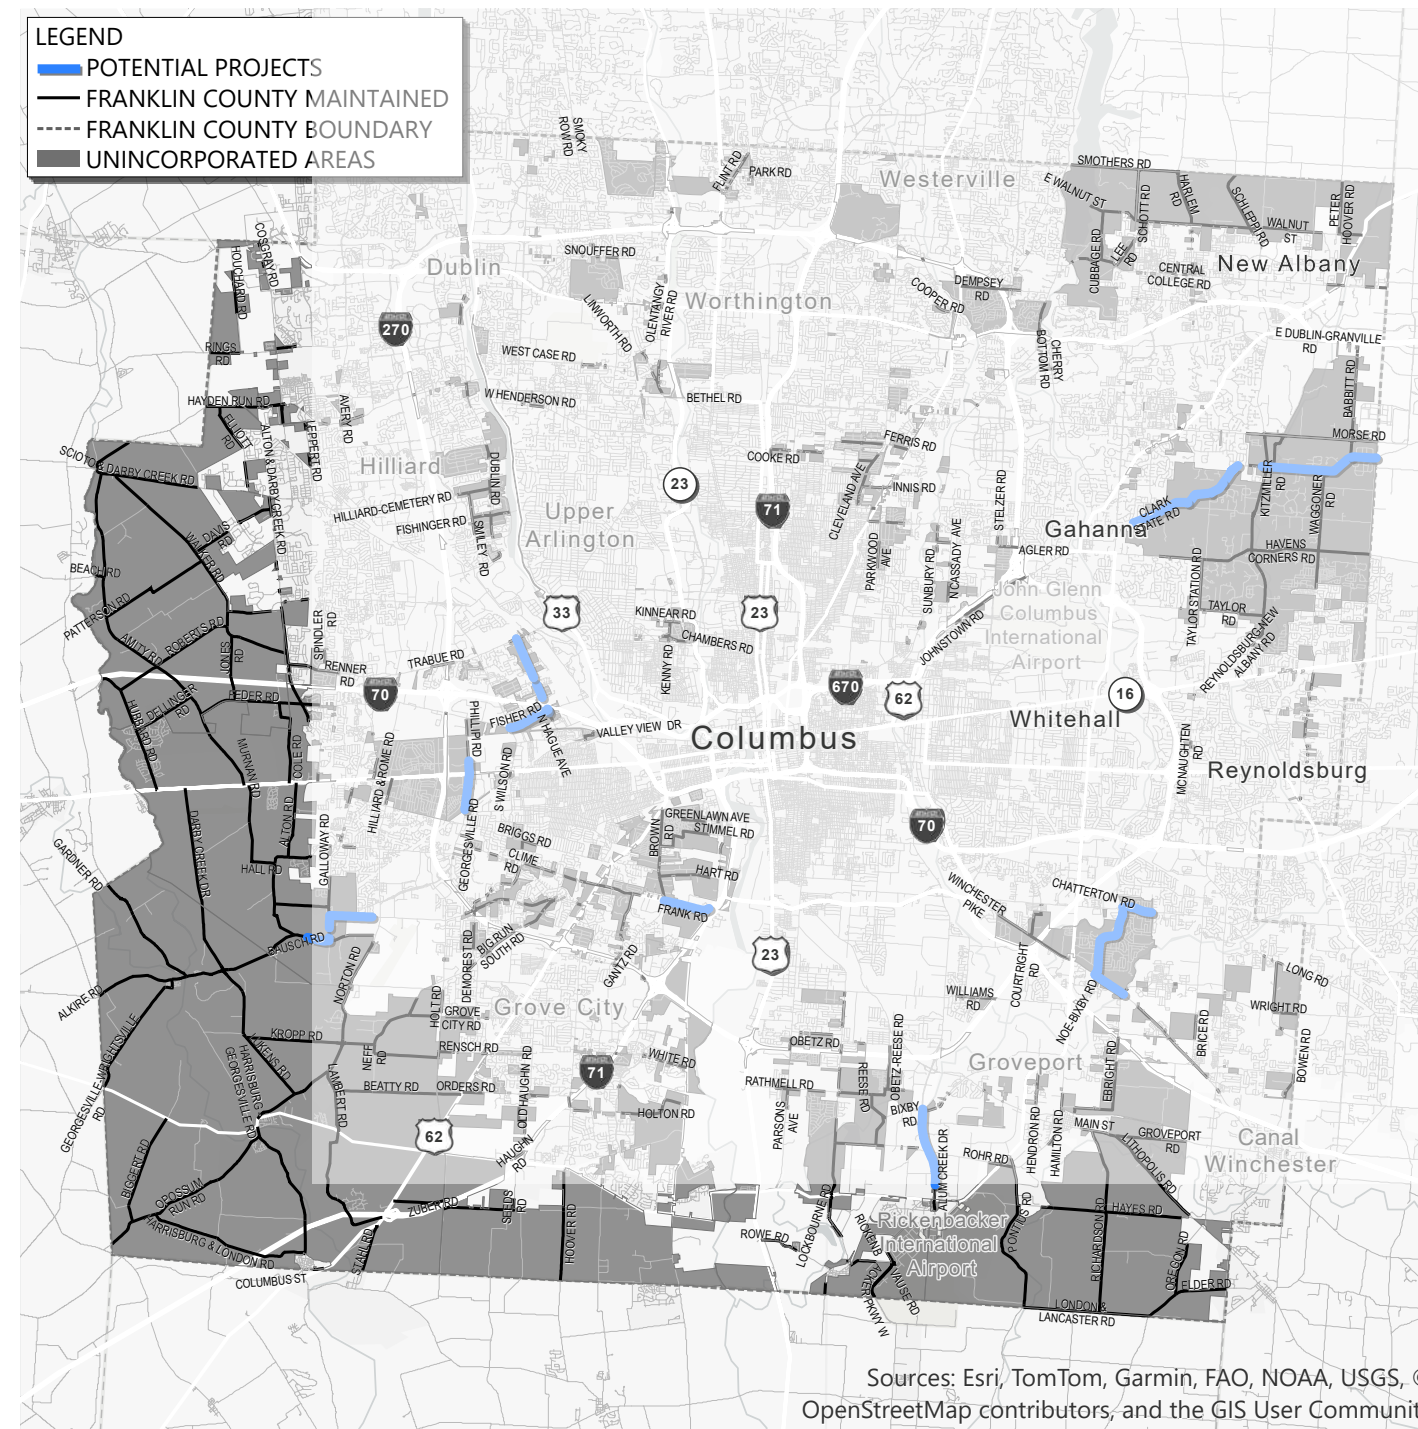 LEGEND
POTENTIAL PROJECTS
FRANKLIN COUNTY MAINTAINED
FRANKLIN COUNTY BOUNDARY
UNINCORPORATED AREAS
SMOKY
ROW RD
FLINT RD
PARK RD
Westerville
SMOTHERS RD
E WALNUT ST
SCHOTT RD
HARLEM
RD
SCHLEPPI RD
WALNUT
ST
PETER
HOOVER RD
COSGRAY RD
HOUCHARD RD
Dublin
SNOUFFER RD
CUBBAGE RD
LEE
RD
CENTRAL
COLLEGE RD
New Albany
LINWORTH RD
OLENTANGY
RIVER RD
Worthington
COOPER RD
DEMPSEY
RD
270
CHERRY
BOTTOM RD
E DUBLIN-GRANVILLE
RD
RINGS
RD
WEST CASE RD
W HENDERSON RD
BETHEL RD
BABBITT RD
HAYDEN RUN RD
ELLIOTT
RD
ALTON & DARBY CREEK RD
LEPPERT RD
AVERY RD
FERRIS RD
MORSE RD
SCIOTO & DARBY CREEK RD
Hilliard
DUBLIN RD
COOKE RD
CLEVELAND AVE
INNIS RD
STELZER RD
KITZMILLER
RD
WAGGONER
RD
23
HILLIARD-CEMETERY RD
FISHINGER RD
SMILEY RD
Upper
Arlington
71
CLARK
STATE RD
Gahanna
DAVIS
RD
WALKER RD
PARKWOOD
AVE
SUNBURY RD
N CASSADY AVE
AGLER RD
HAVENS
CORNERS RD
BEACH RD
PATTERSON RD
AMITY RD
ROBERTS RD
JONES
RD
SPINDLER
RD
33
KINNEAR RD
CHAMBERS RD
KENNY RD
23
JOHNSTOWN RD
John Glenn
Columbus
International
Airport
TAYLOR STATION RD
TAYLOR
RD
REYNOLDSBURG-NEW
ALBANY RD
RENNER
RD
TRABUE RD
70
670
62
16
FEDER RD
DELLINGER
RD
HUBBARD RD
MURNAN RD
COLE RD
PHILLIPI RD
FISHER RD
N HAGUE AVE
VALLEY VIEW DR
Columbus
Whitehall
MCNAUGHTEN
RD
Reynoldsburg
HILLIARD & ROME RD
S WILSON RD
GEORGESVILLE RD
DARBY CREEK DR
ALTON RD
GALLOWAY RD
BRIGGS RD
CLIME
RD
BROWN
RD
GREENLAWN AVE
STIMMEL RD
70
GARDNER RD
HALL RD
HART RD
FRANK RD
WINCHESTER
PIKE
CHATTERTON RD
BAUSCH RD
NORTON RD
DEMOREST RD
BIG RUN
SOUTH RD
GANTZ RD
23
COURTRIGHT
RD
NOE-BIXBY RD
LONG RD
WRIGHT RD
ALKIRE RD
HOLT RD
GROVE
CITY RD
Grove City
WILLIAMS
RD
BRICE RD
BOWEN RD
GEORGESVILLE-WRIGHTSVILLE
RD
KROPP RD
HARRISBURG
GEORGESVILLE RD
NEFF
RD
RENSCH RD
OBETZ RD
OBETZ-REESE RD
Groveport
EBRIGHT RD
LAMBERT RD
BEATTY RD
ORDERS RD
OLD HAUGHN RD
71
WHITE RD
RATHMELL RD
REESE RD
PARSONS
AVE
HOLTON RD
BIXBY
RD
HENDRON RD
HAMILTON RD
MAIN ST
GROVEPORT
RD
Canal
Winchester
62
HAUGHN
RD
ROHR RD
ALUM CREEK DR
LITHOPOLIS RD
BIGGERT RD
OPOSSUM
RUN RD
ZUBER RD
SEEDS
RD
HOOVER RD
HARRISBURG & LONDON RD
STAHL RD
COLUMBUS ST
ROWE RD
LOCKBOURNE RD
RICKENB
ACKER PKWY W
VAUSE RD
Rickenbacker
International
Airport
PONTIUS RD
RICHARDSON RD
HAYES RD
OREGON RD
ELDER RD
LONDON &
LANCASTER RD
Sources: Esri, TomTom, Garmin, FAO, NOAA, USGS, ©
OpenStreetMap contributors, and the GIS User Communit